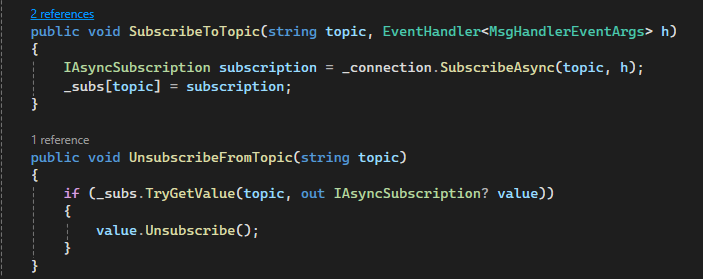 2 references
public void SubscribeToTopic(string topic, EventHandler<MsgHandlerEventArgs> h)
{
IAsyncSubscription subscription = _connection.SubscribeAsync(topic, h);
_subs[topic] = subscription;
}
1 reference
public void UnsubscribeFromTopic(string topic)
{
if (_subs.TryGetValue(topic, out IAsyncSubscription? value))
{
value.Unsubscribe();
}
}